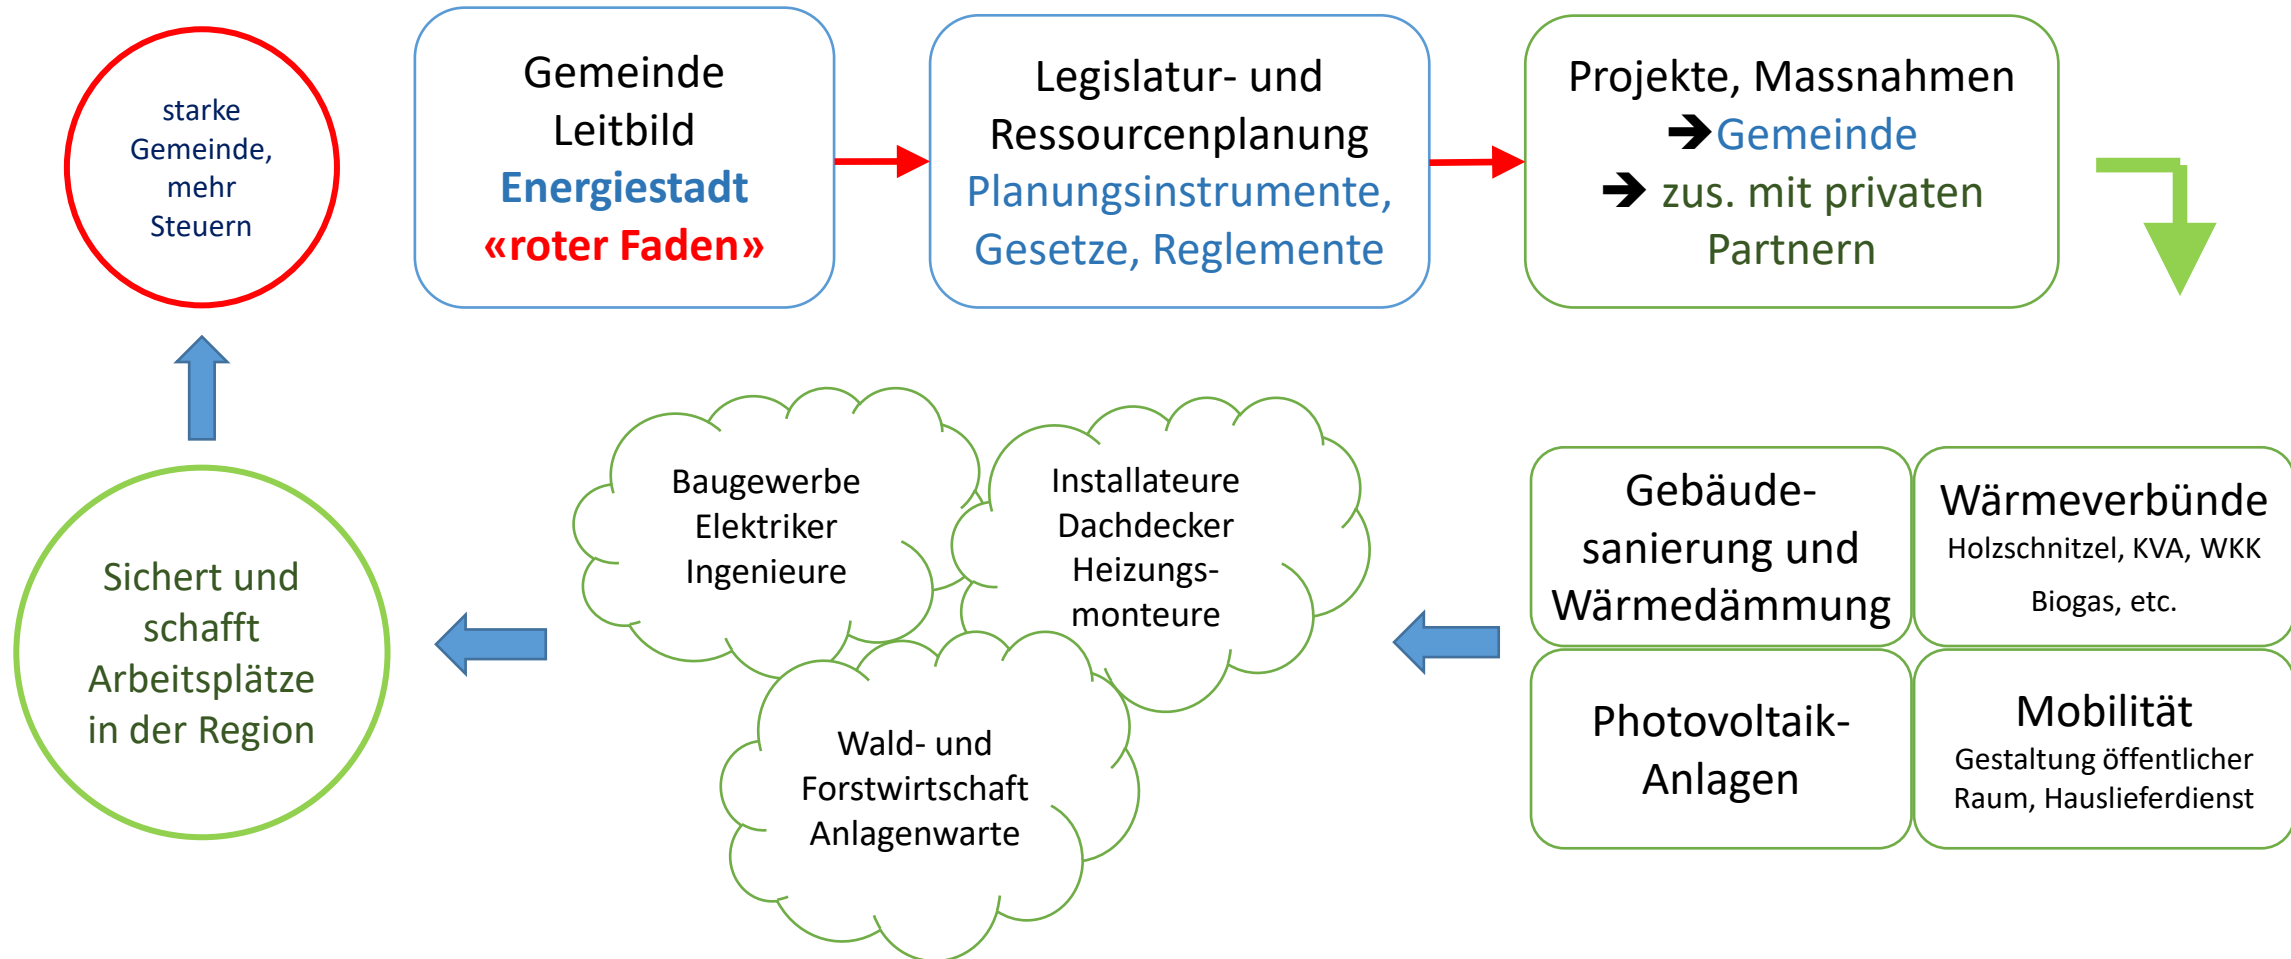 starke
Gemeinde,
mehr
Steuern
Gemeinde
Leitbild
Energiestadt
«roter Faden»
Legislatur- und
Ressourcenplanung
Planungsinstrumente,
Gesetze, Reglemente
Projekte, Massnahmen
➔Gemeinde
➔ zus. mit privaten
Partnern
Gebäude-
sanierung und
Wärmedämmung
Wärmeverbünde
Holzschnitzel, KVA, WKK
Biogas, etc.
Photovoltaik-
Anlagen
Mobilität
Gestaltung öffentlicher
Raum, Hauslieferdienst
Baugewerbe
Elektriker
Ingenieure
Installateure
Dachdecker
Heizungs-
monteure
Wald- und
Forstwirtschaft
Anlagenwarte
Sichert und
schafft
Arbeitsplätze
in der Region